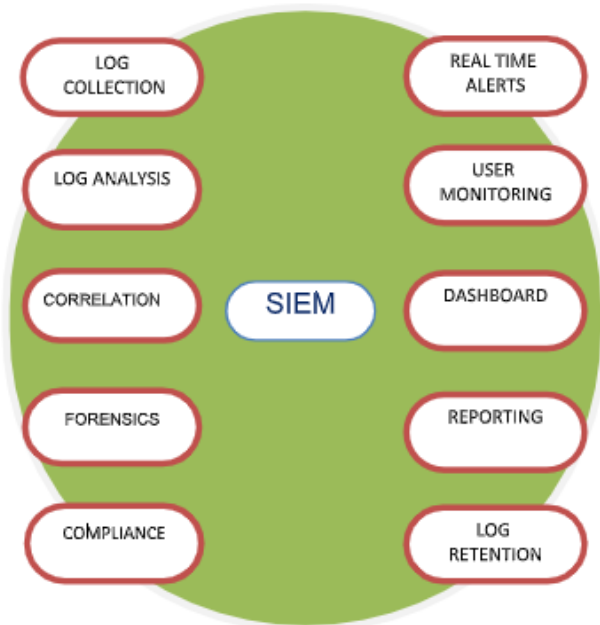 LOG
COLLECTION
REAL TIME
ALERTS
LOG ANALYSIS
USER
MONITORING
CORRELATION
SIEM
DASHBOARD
FORENSICS
REPORTING
COMPLIANCE
LOG
RETENTION